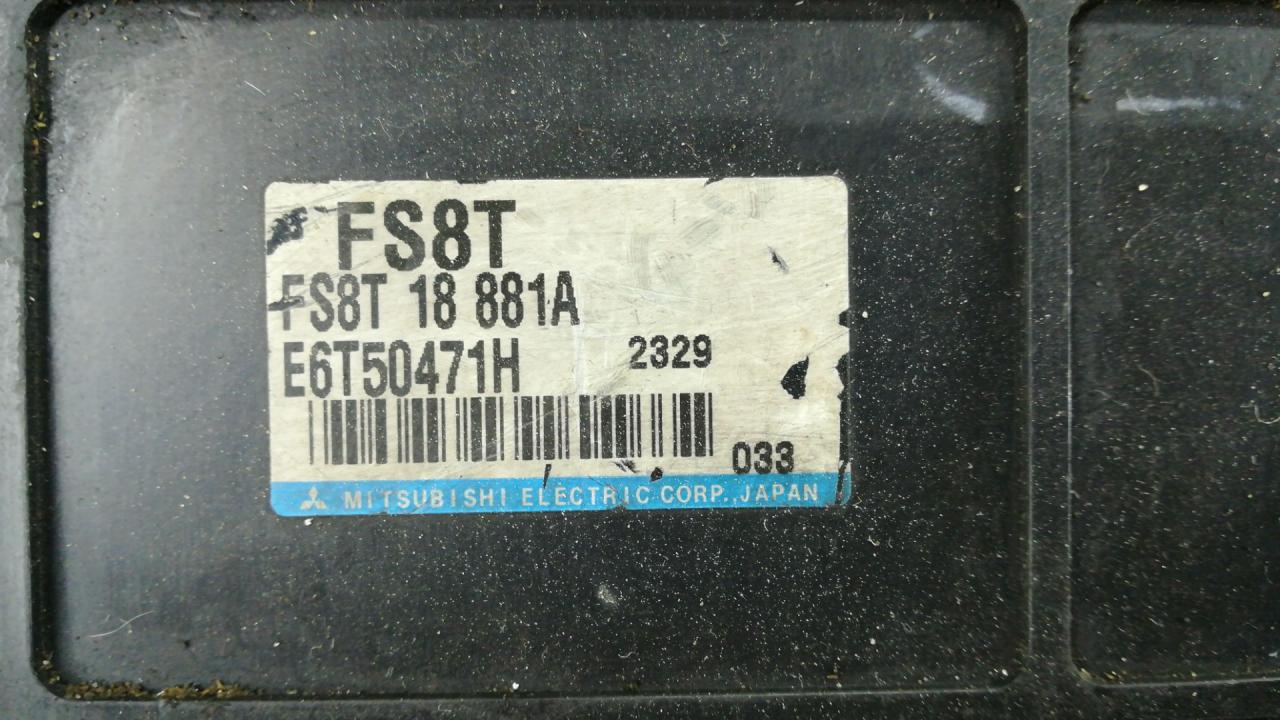 FS8T
FS8T 18 881A
E6T50471H 2329
033
MITSUBISHI ELECTRIC CORP., JAPAN